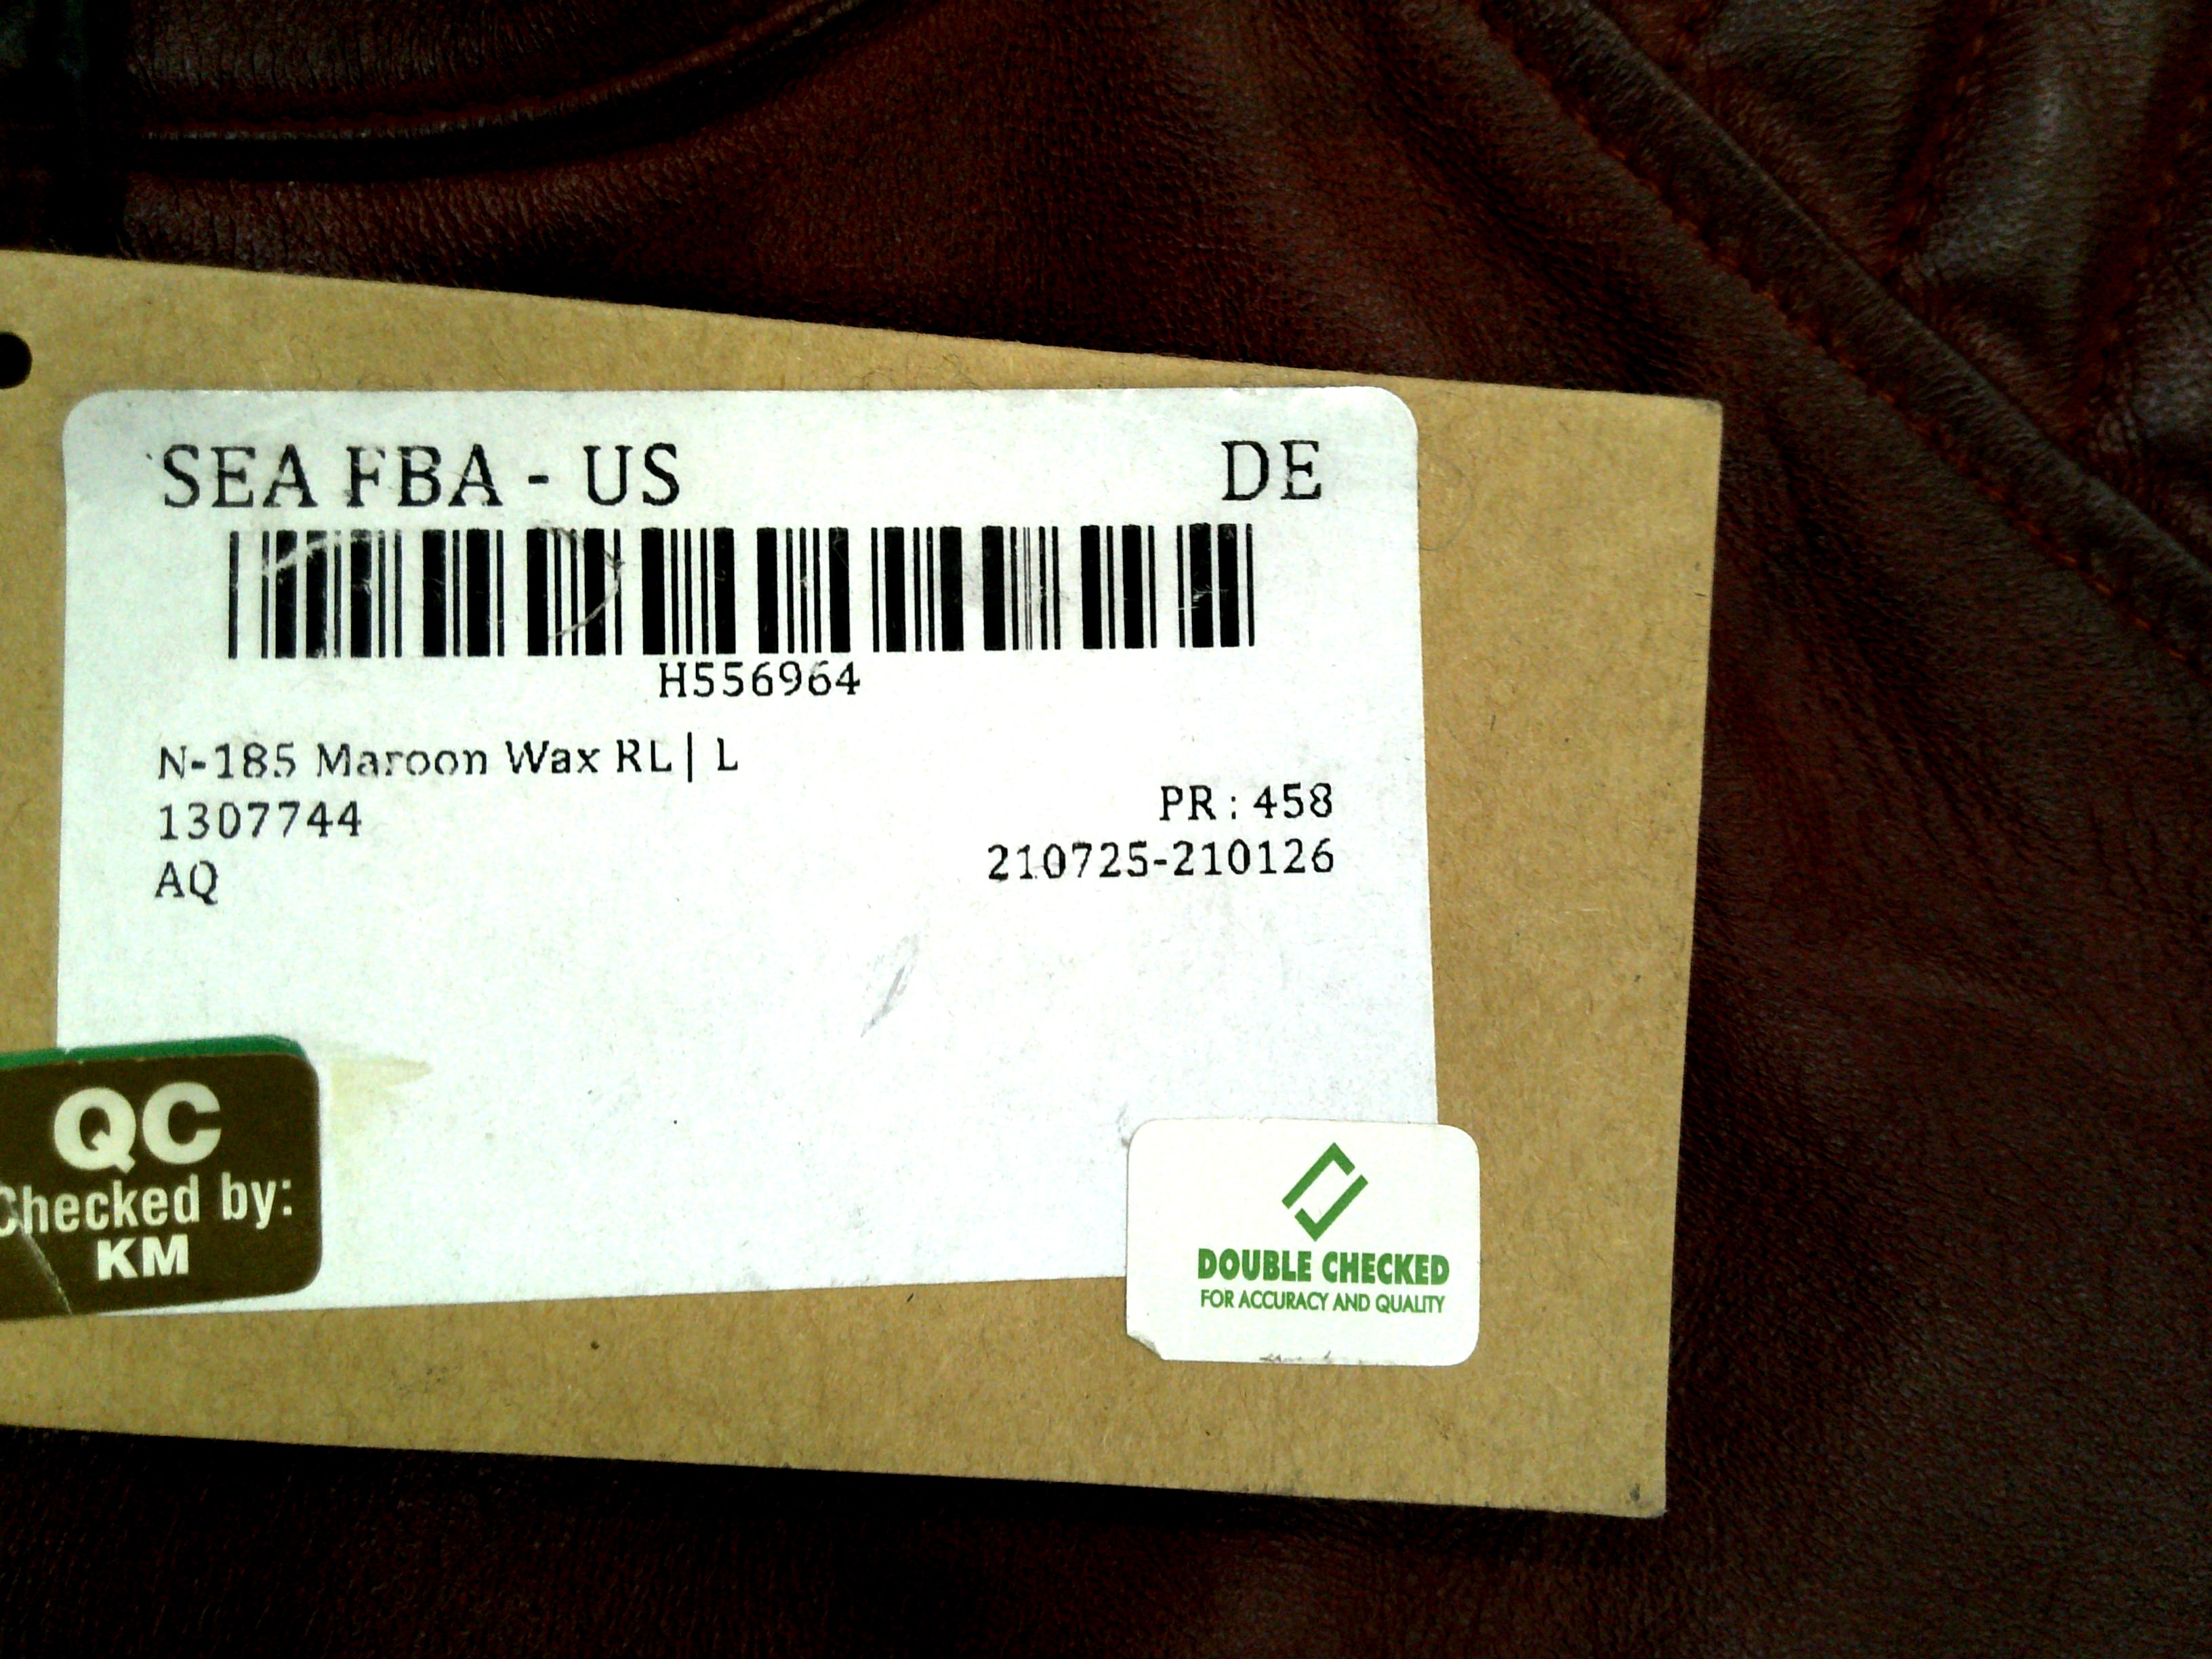 SEA FBA - US DE
H556964
N-185 Maroon Wax RL| L
1307744
PR : 458
AQ
210725-210126
QC
Checked by:
KM
DOUBLE CHECKED
FOR ACCURACY AND QUALITY